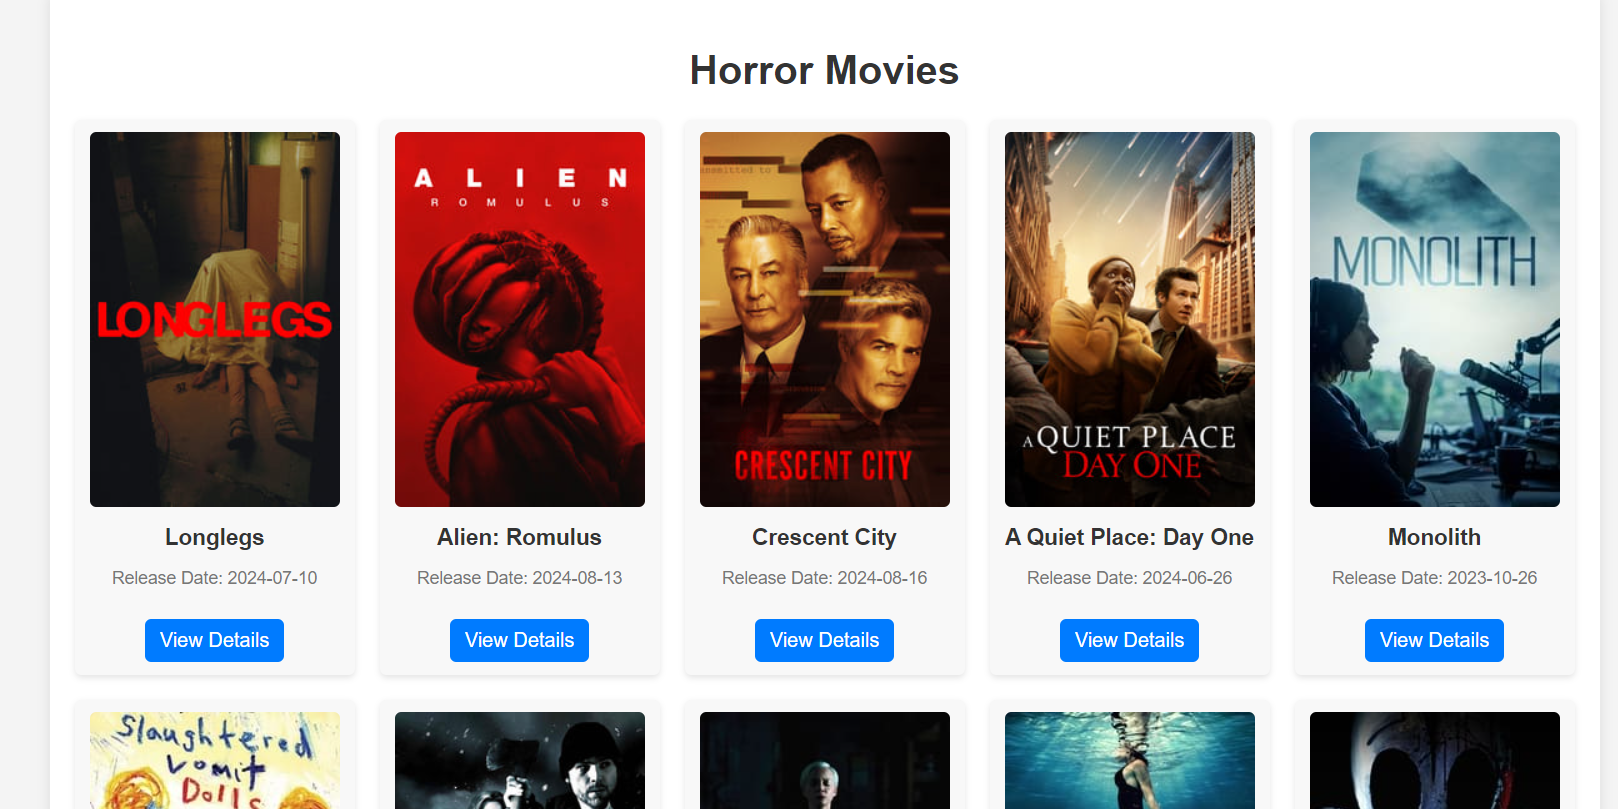 Horror Movies
LONGLEGS
ALIEN
ROMULUS
CRESCENT CITY
A QUIET PLACE
DAY ONE
MONOLITH
Longlegs
Alien: Romulus
Crescent City
A Quiet Place: Day One
Monolith
Release Date: 2024-07-10
Release Date: 2024-08-13
Release Date: 2024-08-16
Release Date: 2024-06-26
Release Date: 2023-10-26
View Details
View Details
View Details
View Details
View Details
Slaughtered
Vomit
Dolls